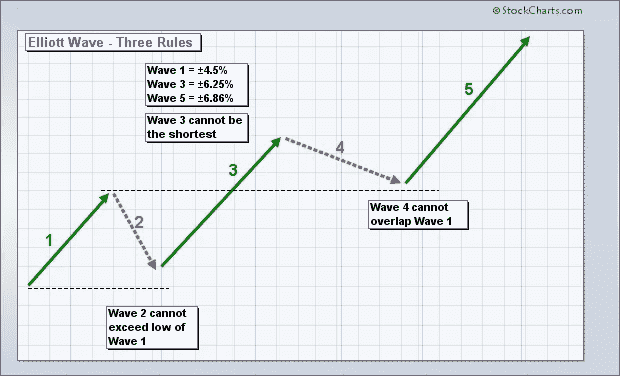 © StockCharts.com
Elliott Wave - Three Rules
Wave 1 = ±4.5%
Wave 3 = ±6.25%
Wave 5 = ±6.86%
Wave 3 cannot be
the shortest
5
4
3
Wave 4 cannot
overlap Wave 1
2
1
Wave 2 cannot
exceed low of
Wave 1